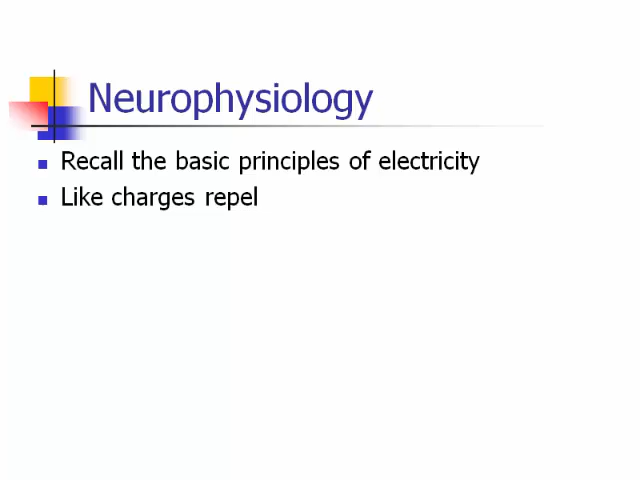 Neurophysiology
Recall the basic principles of electricity
Like charges repel